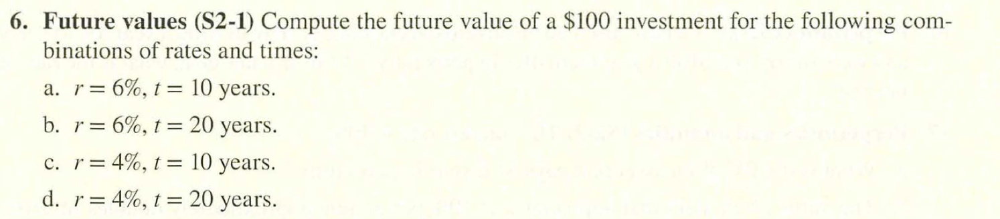 6. Future values (S2-1) Compute the future value of a $100 investment for the following com-
binations of rates and times:
a. r = 6%, t = 10 years.
b. r = 6%, t = 20 years.
c. r = 4%, t = 10 years.
d. r = 4%, t = 20 years.